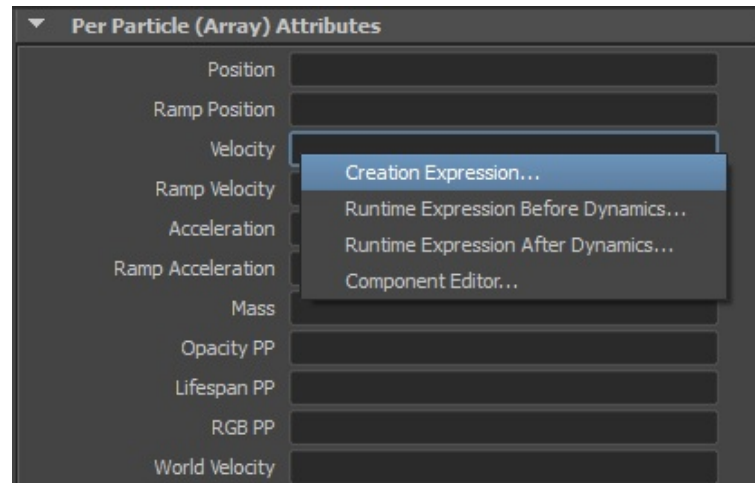 Per Particle (Array) Attributes
Position
Ramp Position
Velocity
Creation Expression...
Ramp Velocity
Runtime Expression Before Dynamics...
Acceleration
Runtime Expression After Dynamics...
Ramp Acceleration
Component Editor...
Mass
Opacity PP
Lifespan PP
RGB PP
World Velocity